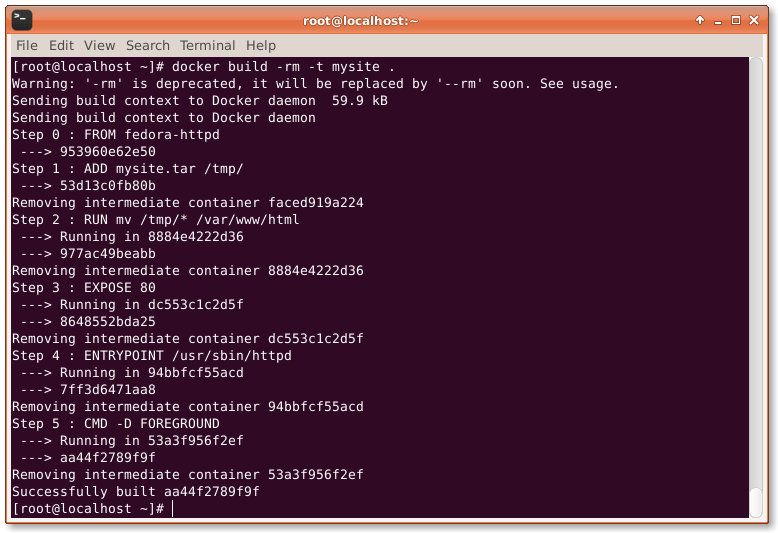 root@localhost:~
File Edit View Search Terminal Help
[root@localhost ~]# docker build -rm -t mysite .
Warning: '-rm' is deprecated, it will be replaced by '--rm' soon. See usage.
Sending build context to Docker daemon  59.9 kB
Sending build context to Docker daemon
Step 0 : FROM fedora-httpd
 ---> 953960e62e50
Step 1 : ADD mysite.tar /tmp/
 ---> 53d13c0fb80b
Removing intermediate container faced919a224
Step 2 : RUN mv /tmp/* /var/www/html
 ---> Running in 8884e4222d36
 ---> 977ac49beabb
Removing intermediate container 8884e4222d36
Step 3 : EXPOSE 80
 ---> Running in dc553c1c2d5f
 ---> 8648552bda25
Removing intermediate container dc553c1c2d5f
Step 4 : ENTRYPOINT /usr/sbin/httpd
 ---> Running in 94bbfcf55acd
 ---> 7ff3d6471aa8
Removing intermediate container 94bbfcf55acd
Step 5 : CMD -D FOREGROUND
 ---> Running in 53a3f956f2ef
 ---> aa44f2789f9f
Removing intermediate container 53a3f956f2ef
Successfully built aa44f2789f9f
[root@localhost ~]#